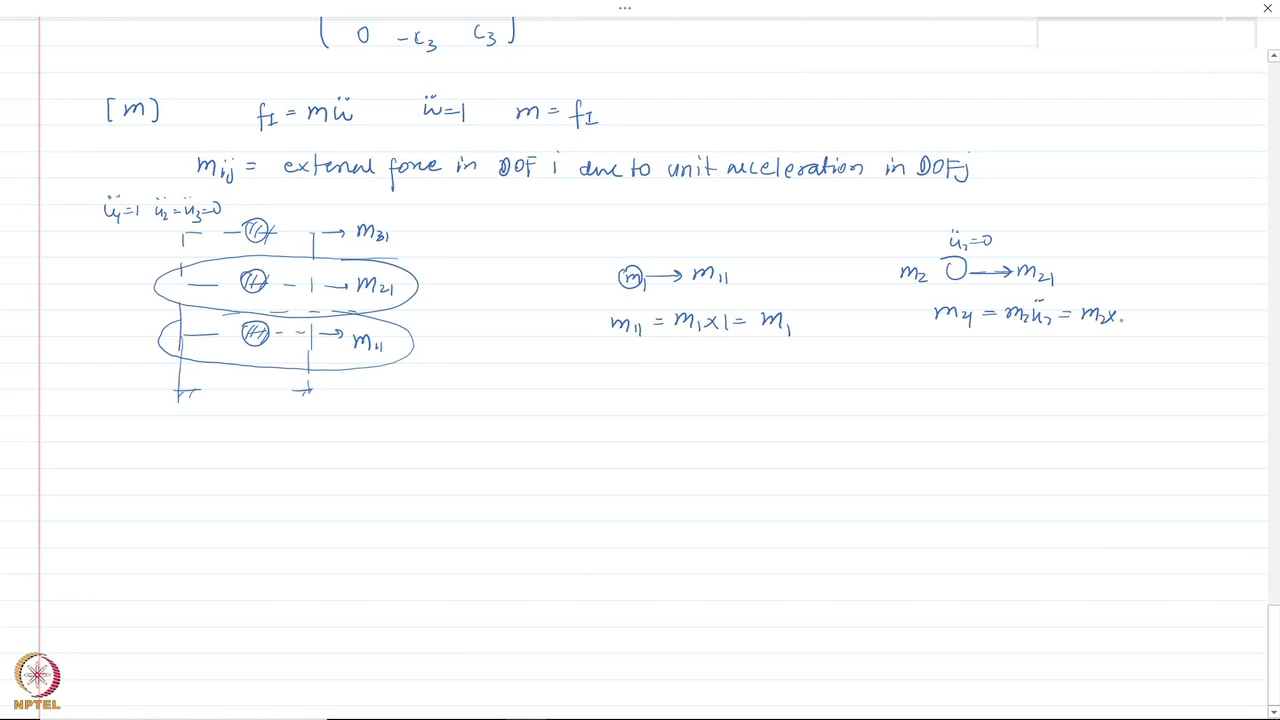 0 -c₃ c₃
[m] f_I = mü ü=1 m = f_I
m_ij = external force in DOF i due to unit acceleration in DOF j
ü₁=1 ü₂=ü₃=0
m₃₁
m₂₁
m₁₁
m₁ → m₁₁
m₁₁ = m₁×1 = m₁
ü₂=0
m₂ → m₂₁
m₂₁ = m₂ü₂ = m₂×
NPTEL